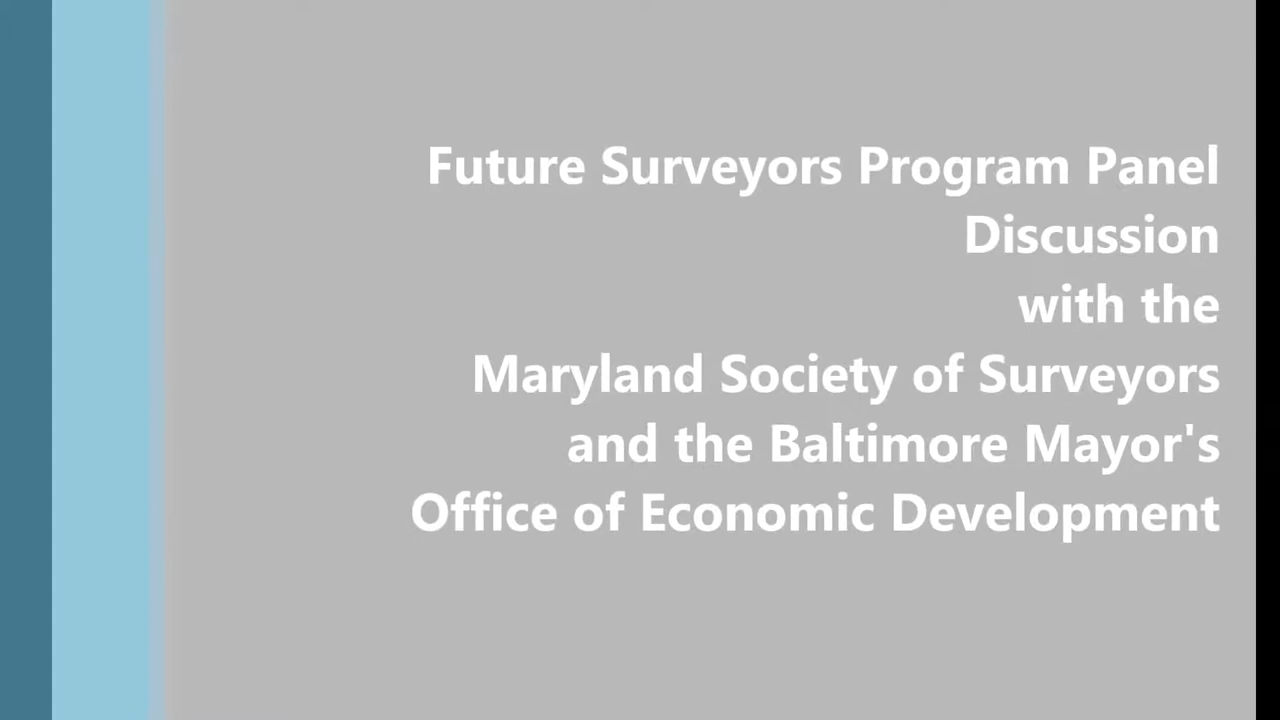 Future Surveyors Program Panel
Discussion
with the
Maryland Society of Surveyors
and the Baltimore Mayor's
Office of Economic Development